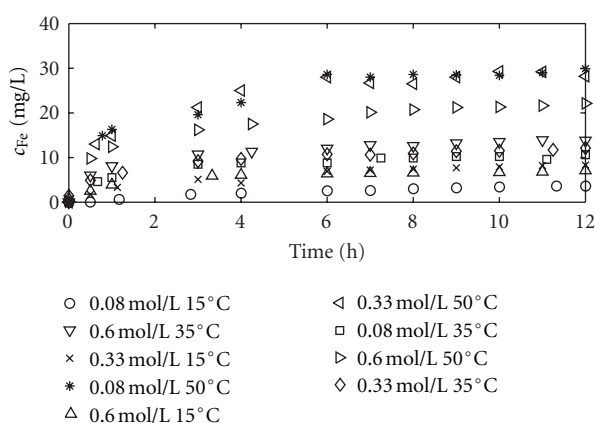 40
30
20
10
0
c_Fe (mg/L)
0 2 4 6 8 10 12
Time (h)
0.08 mol/L 15°C
0.6 mol/L 35°C
0.33 mol/L 15°C
0.08 mol/L 50°C
0.6 mol/L 15°C
0.33 mol/L 50°C
0.08 mol/L 35°C
0.6 mol/L 50°C
0.33 mol/L 35°C